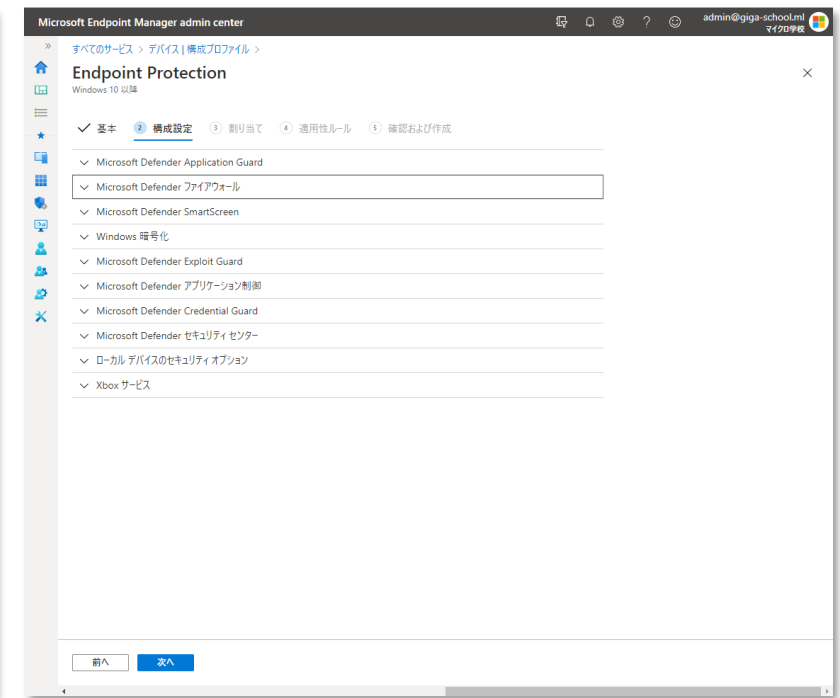 Microsoft Endpoint Manager admin center
admin@giga-school.ml
マイクロ学校
すべてのサービス > デバイス | 構成プロファイル >
Endpoint Protection
Windows 10 以降
基本 2 構成設定 3 割り当て 4 適用性ルール 5 確認および作成
Microsoft Defender Application Guard
Microsoft Defender ファイアウォール
Microsoft Defender SmartScreen
Windows 暗号化
Microsoft Defender Exploit Guard
Microsoft Defender アプリケーション制御
Microsoft Defender Credential Guard
Microsoft Defender セキュリティ センター
ローカル デバイスのセキュリティ オプション
Xbox サービス
前へ 次へ